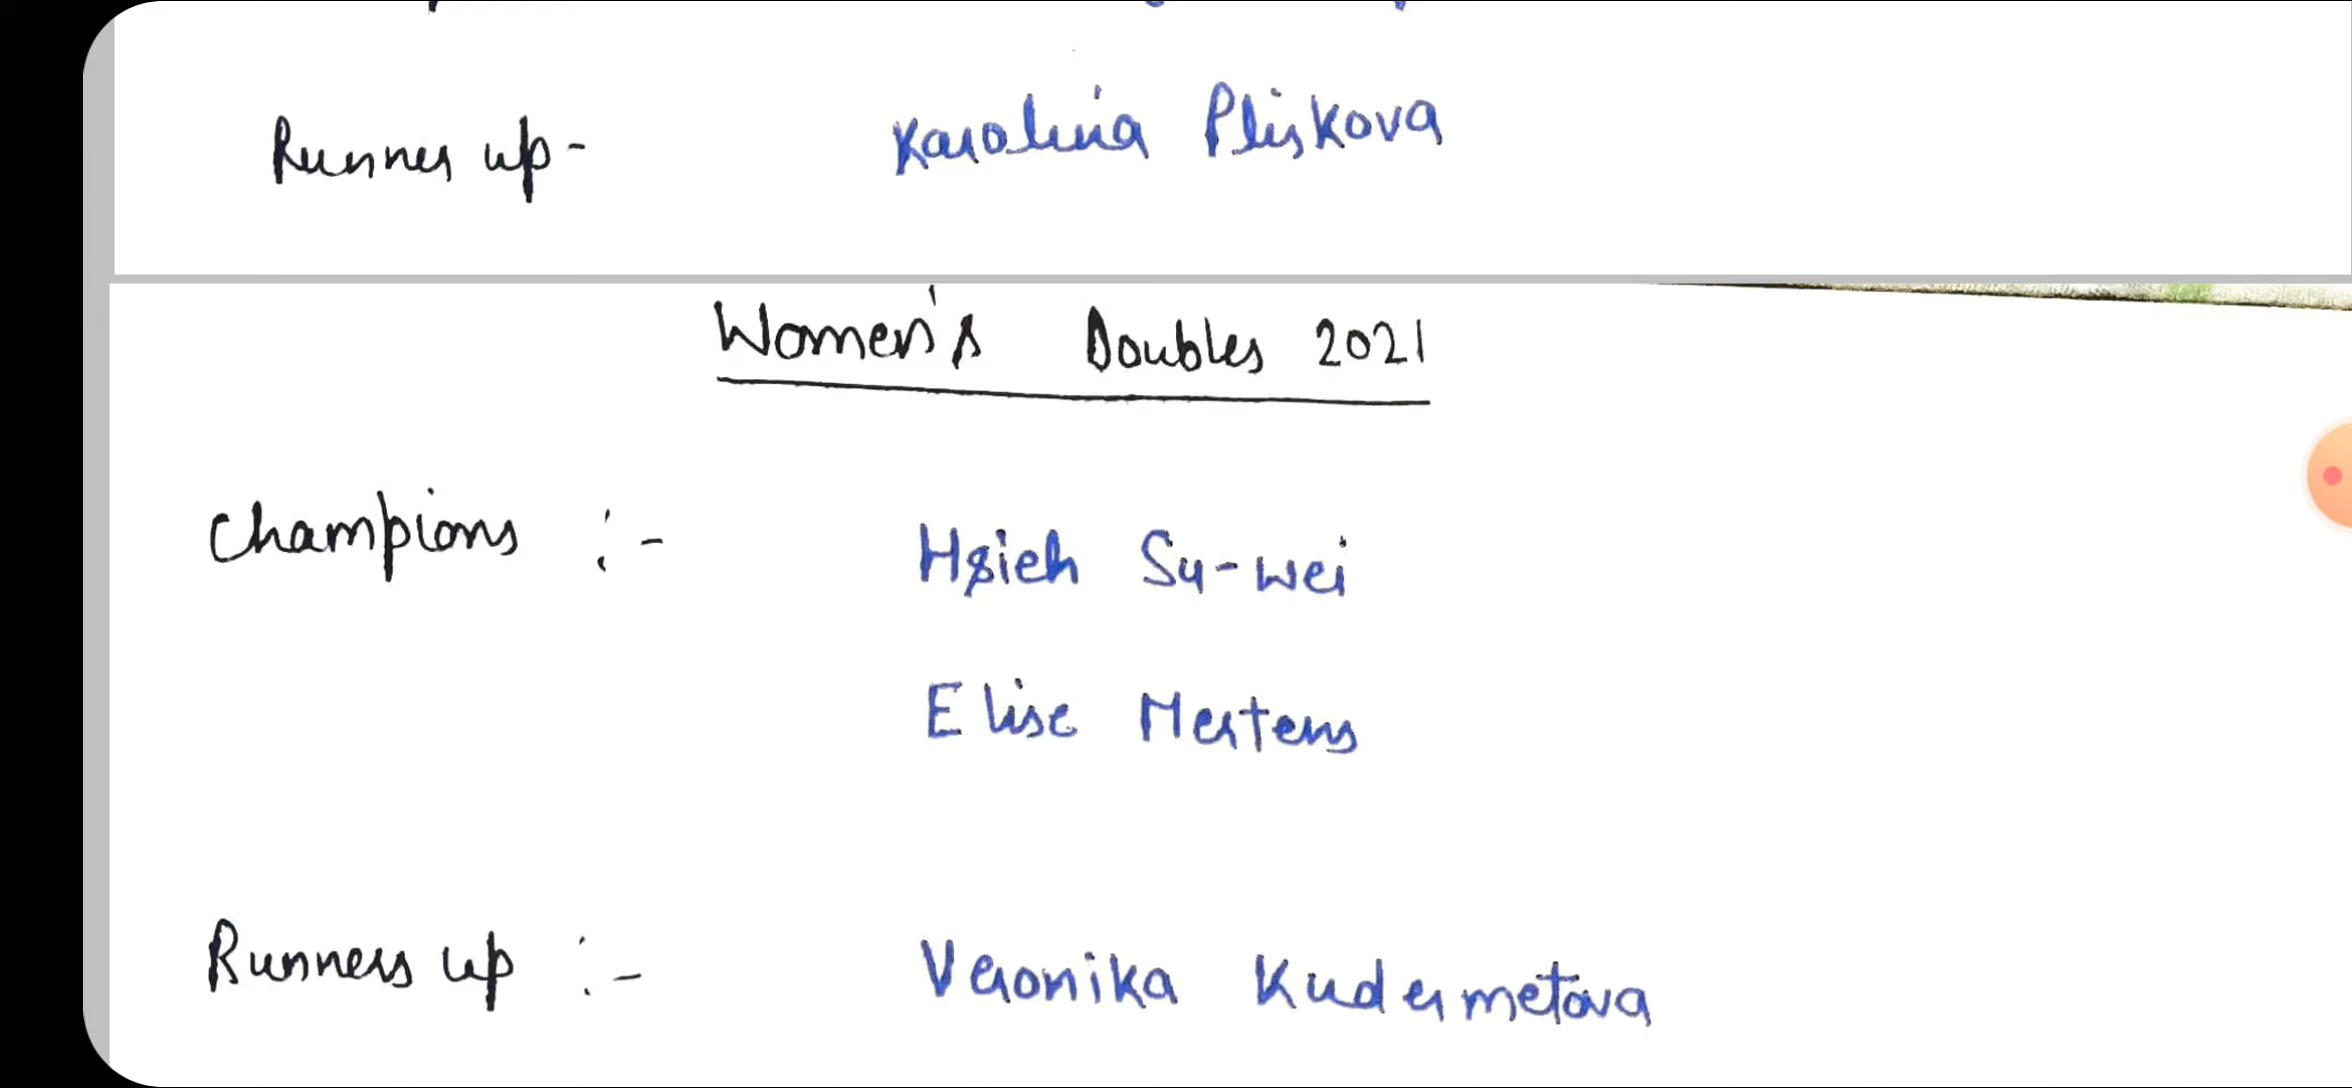 Runner up- Karolina Pliskova
Women's Doubles 2021
Champions :- Hsieh Su-wei
Elise Mertens
Runners up :- Veronika Kudermetova